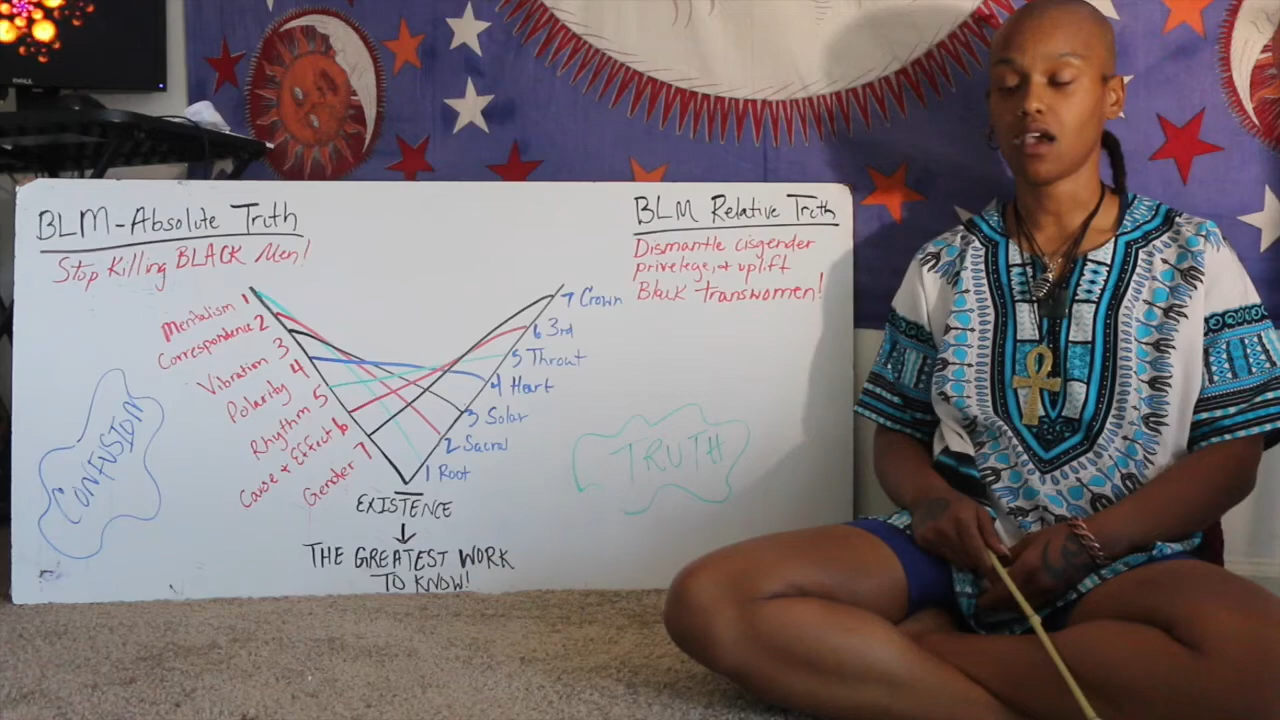 DELL
BLM-Absolute Truth
Stop Killing BLACK Men!
Mentalism 1
Correspondence 2
Vibration 3
Polarity 4
Rhythm 5
Cause & Effect 6
Gender 7
CONFUSION
BLM Relative Truth
Dismantle cisgender
privelege, & uplift
Black transwomen!
7 Crown
6 3rd
5 Throat
4 Heart
3 Solar
2 Sacral
1 Root
TRUTH
EXISTENCE
THE GREATEST WORK
TO KNOW!